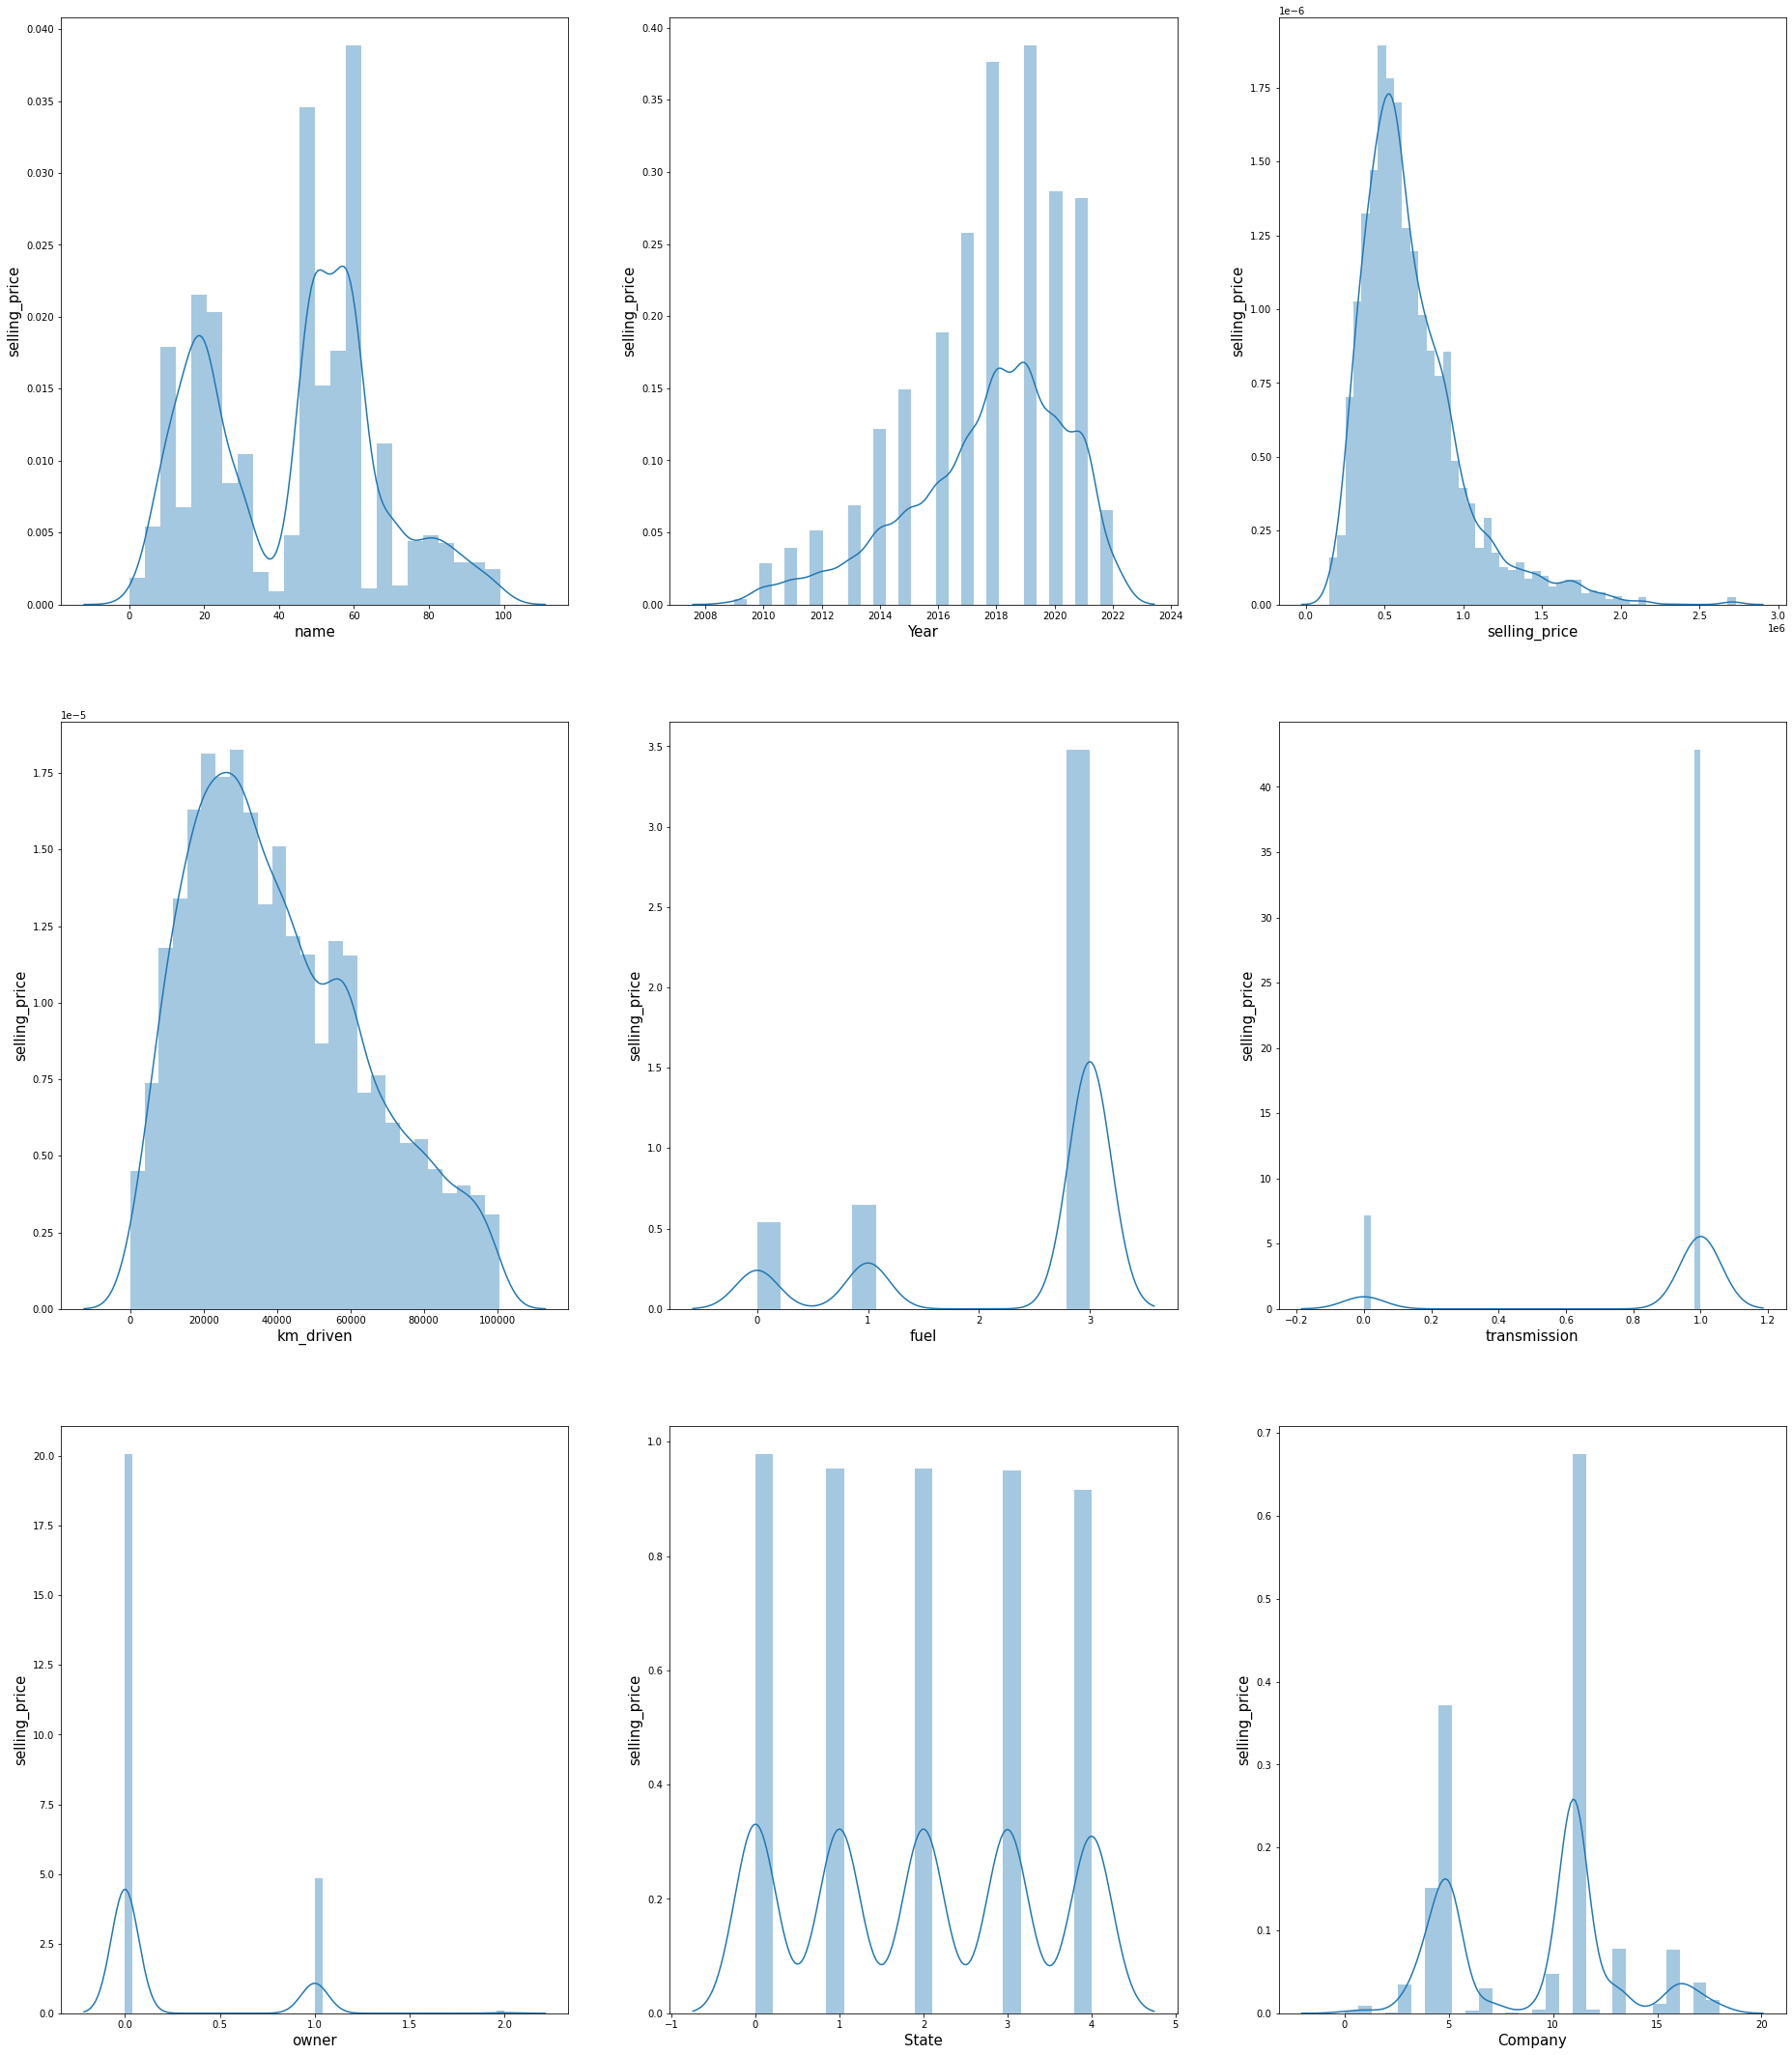 0.040
0.035
0.030
0.025
0.020
0.015
0.010
0.005
0.000
selling_price
0 20 40 60 80 100
name
0.40
0.35
0.30
0.25
0.20
0.15
0.10
0.05
0.00
selling_price
2008 2010 2012 2014 2016 2018 2020 2022 2024
Year
1e−6
1.75
1.50
1.25
1.00
0.75
0.50
0.25
0.00
selling_price
0.0 0.5 1.0 1.5 2.0 2.5 3.0
1e6
selling_price
1e−5
1.75
1.50
1.25
1.00
0.75
0.50
0.25
0.00
selling_price
0 20000 40000 60000 80000 100000
km_driven
3.5
3.0
2.5
2.0
1.5
1.0
0.5
0.0
selling_price
0 1 2 3
fuel
40
35
30
25
20
15
10
5
0
selling_price
−0.2 0.0 0.2 0.4 0.6 0.8 1.0 1.2
transmission
20.0
17.5
15.0
12.5
10.0
7.5
5.0
2.5
0.0
selling_price
0.0 0.5 1.0 1.5 2.0
owner
1.0
0.8
0.6
0.4
0.2
0.0
selling_price
−1 0 1 2 3 4 5
State
0.7
0.6
0.5
0.4
0.3
0.2
0.1
0.0
selling_price
0 5 10 15 20
Company